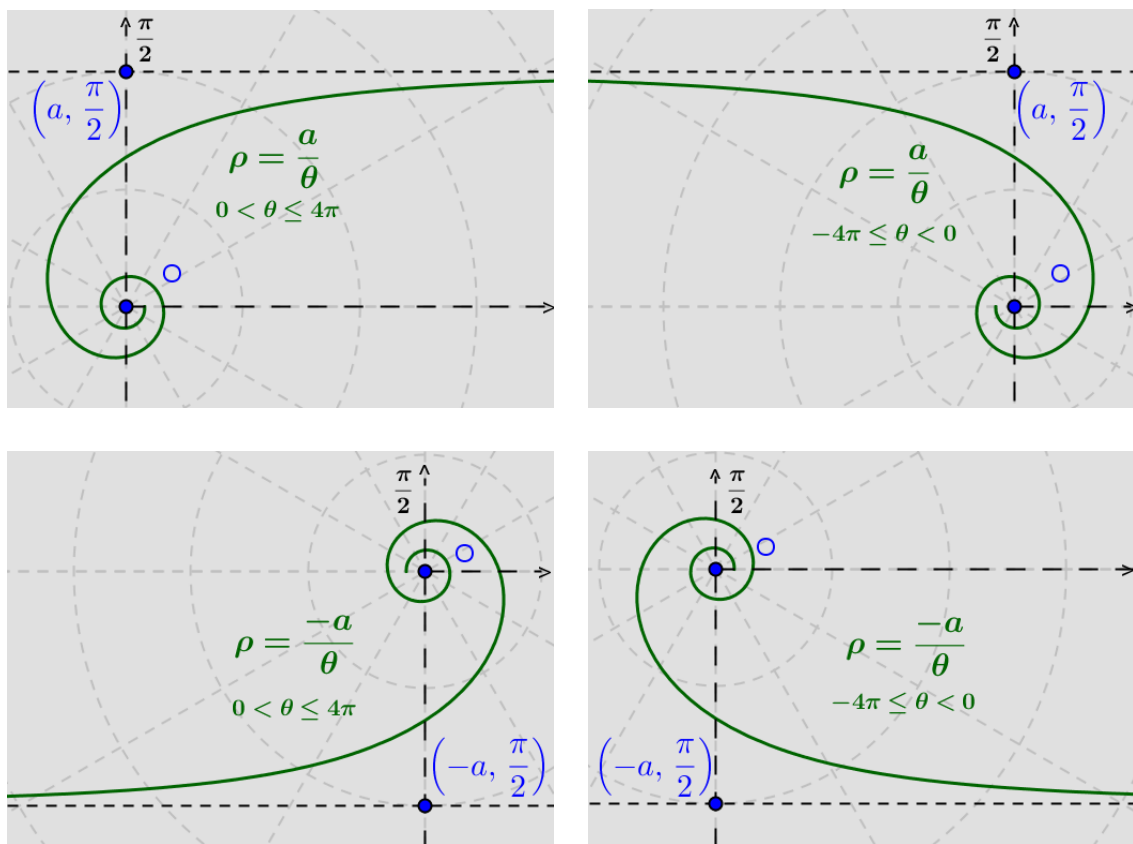 π/2
(a, π/2)
ρ = a/θ
0 < θ ≤ 4π
O
π/2
(a, π/2)
ρ = a/θ
−4π ≤ θ < 0
O
π/2
O
ρ = −a/θ
0 < θ ≤ 4π
(−a, π/2)
π/2
O
ρ = −a/θ
−4π ≤ θ < 0
(−a, π/2)